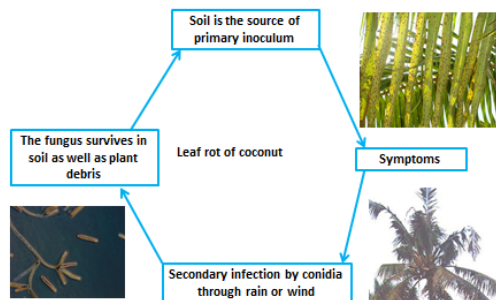 Soil is the source of
primary inoculum
The fungus survives in
soil as well as plant
debris
Leaf rot of coconut
Symptoms
Secondary infection by conidia
through rain or wind